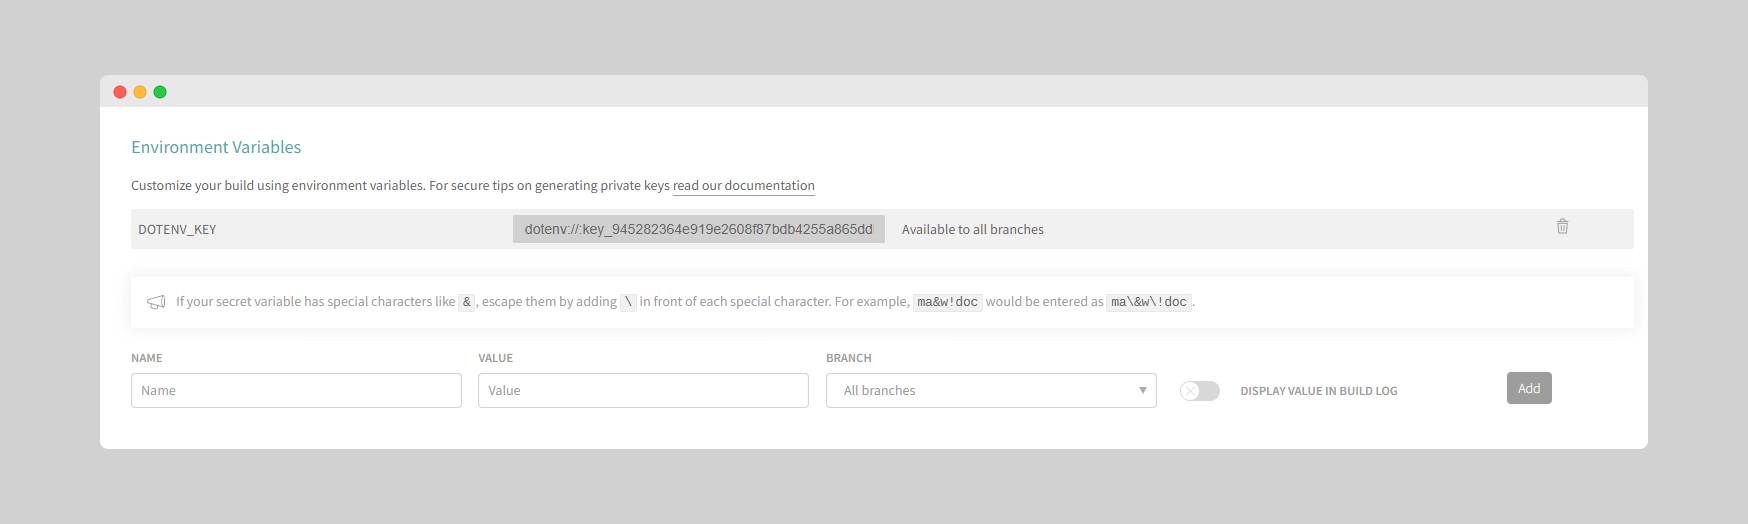 Environment Variables
Customize your build using environment variables. For secure tips on generating private keys read our documentation
DOTENV_KEY dotenv://:key_945282364e919e2608f87bdb4255a865dd Available to all branches
If your secret variable has special characters like & , escape them by adding \ in front of each special character. For example, ma&w!doc would be entered as ma\&w\!doc .
NAME VALUE BRANCH
Name Value All branches DISPLAY VALUE IN BUILD LOG Add